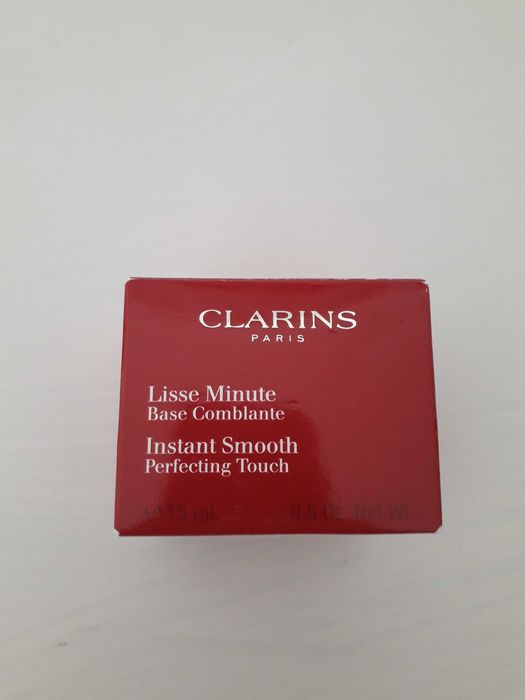 CLARINS
PARIS
Lisse Minute
Base Comblante
Instant Smooth
Perfecting Touch
℮ 15 mL 0.5 Oz. Net Wt.